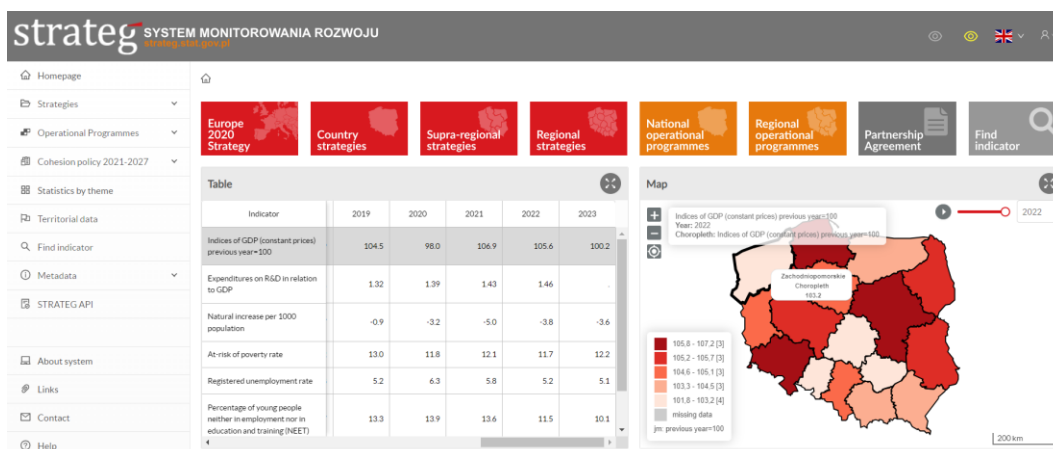 strateg SYSTEM MONITOROWANIA ROZWOJU
strateg.stat.gov.pl
Homepage
Strategies
Operational Programmes
Cohesion policy 2021-2027
Statistics by theme
Territorial data
Find indicator
Metadata
STRATEG API
About system
Links
Contact
Help
Europe
2020
Strategy
Country
strategies
Supra-regional
strategies
Regional
strategies
National
operational
programmes
Regional
operational
programmes
Partnership
Agreement
Find
indicator
Table
Indicator 2019 2020 2021 2022 2023
Indices of GDP (constant prices)
previous year=100 104.5 98.0 106.9 105.6 100.2
Expenditures on R&D in relation
to GDP 1.32 1.39 1.43 1.46 .
Natural increase per 1000
population -0.9 -3.2 -5.0 -3.8 -3.6
At-risk of poverty rate 13.0 11.8 12.1 11.7 12.2
Registered unemployment rate 5.2 6.3 5.8 5.2 5.1
Percentage of young people
neither in employment nor in
education and training (NEET) 13.3 13.9 13.6 11.5 10.1
Map
2022
Indices of GDP (constant prices) previous year=100
Year: 2022
Choropleth: Indices of GDP (constant prices) previous year=100
Zachodniopomorskie
Choropleth
103.2
105,8 - 107,2 [3]
105,2 - 105,7 [3]
104,6 - 105,1 [3]
103,3 - 104,5 [3]
101,8 - 103,2 [4]
missing data
jm: previous year=100
200 km